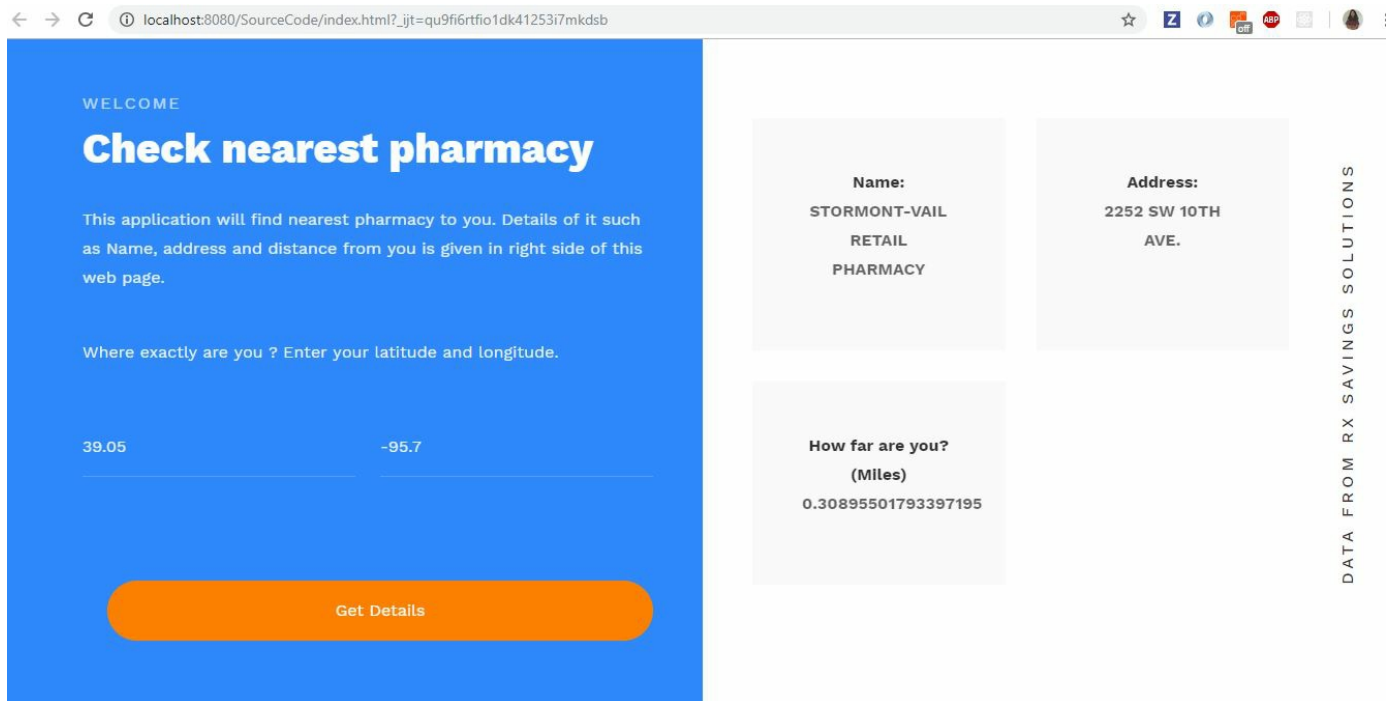 localhost:8080/SourceCode/index.html?_ijt=qu9fi6rtfio1dk41253i7mkdsb
Z
off
ABP
WELCOME
Check nearest pharmacy
This application will find nearest pharmacy to you. Details of it such
as Name, address and distance from you is given in right side of this
web page.
Where exactly are you ? Enter your latitude and longitude.
39.05
-95.7
Get Details
Name:
STORMONT-VAIL
RETAIL
PHARMACY
Address:
2252 SW 10TH
AVE.
How far are you?
(Miles)
0.30895501793397195
DATA FROM RX SAVINGS SOLUTIONS